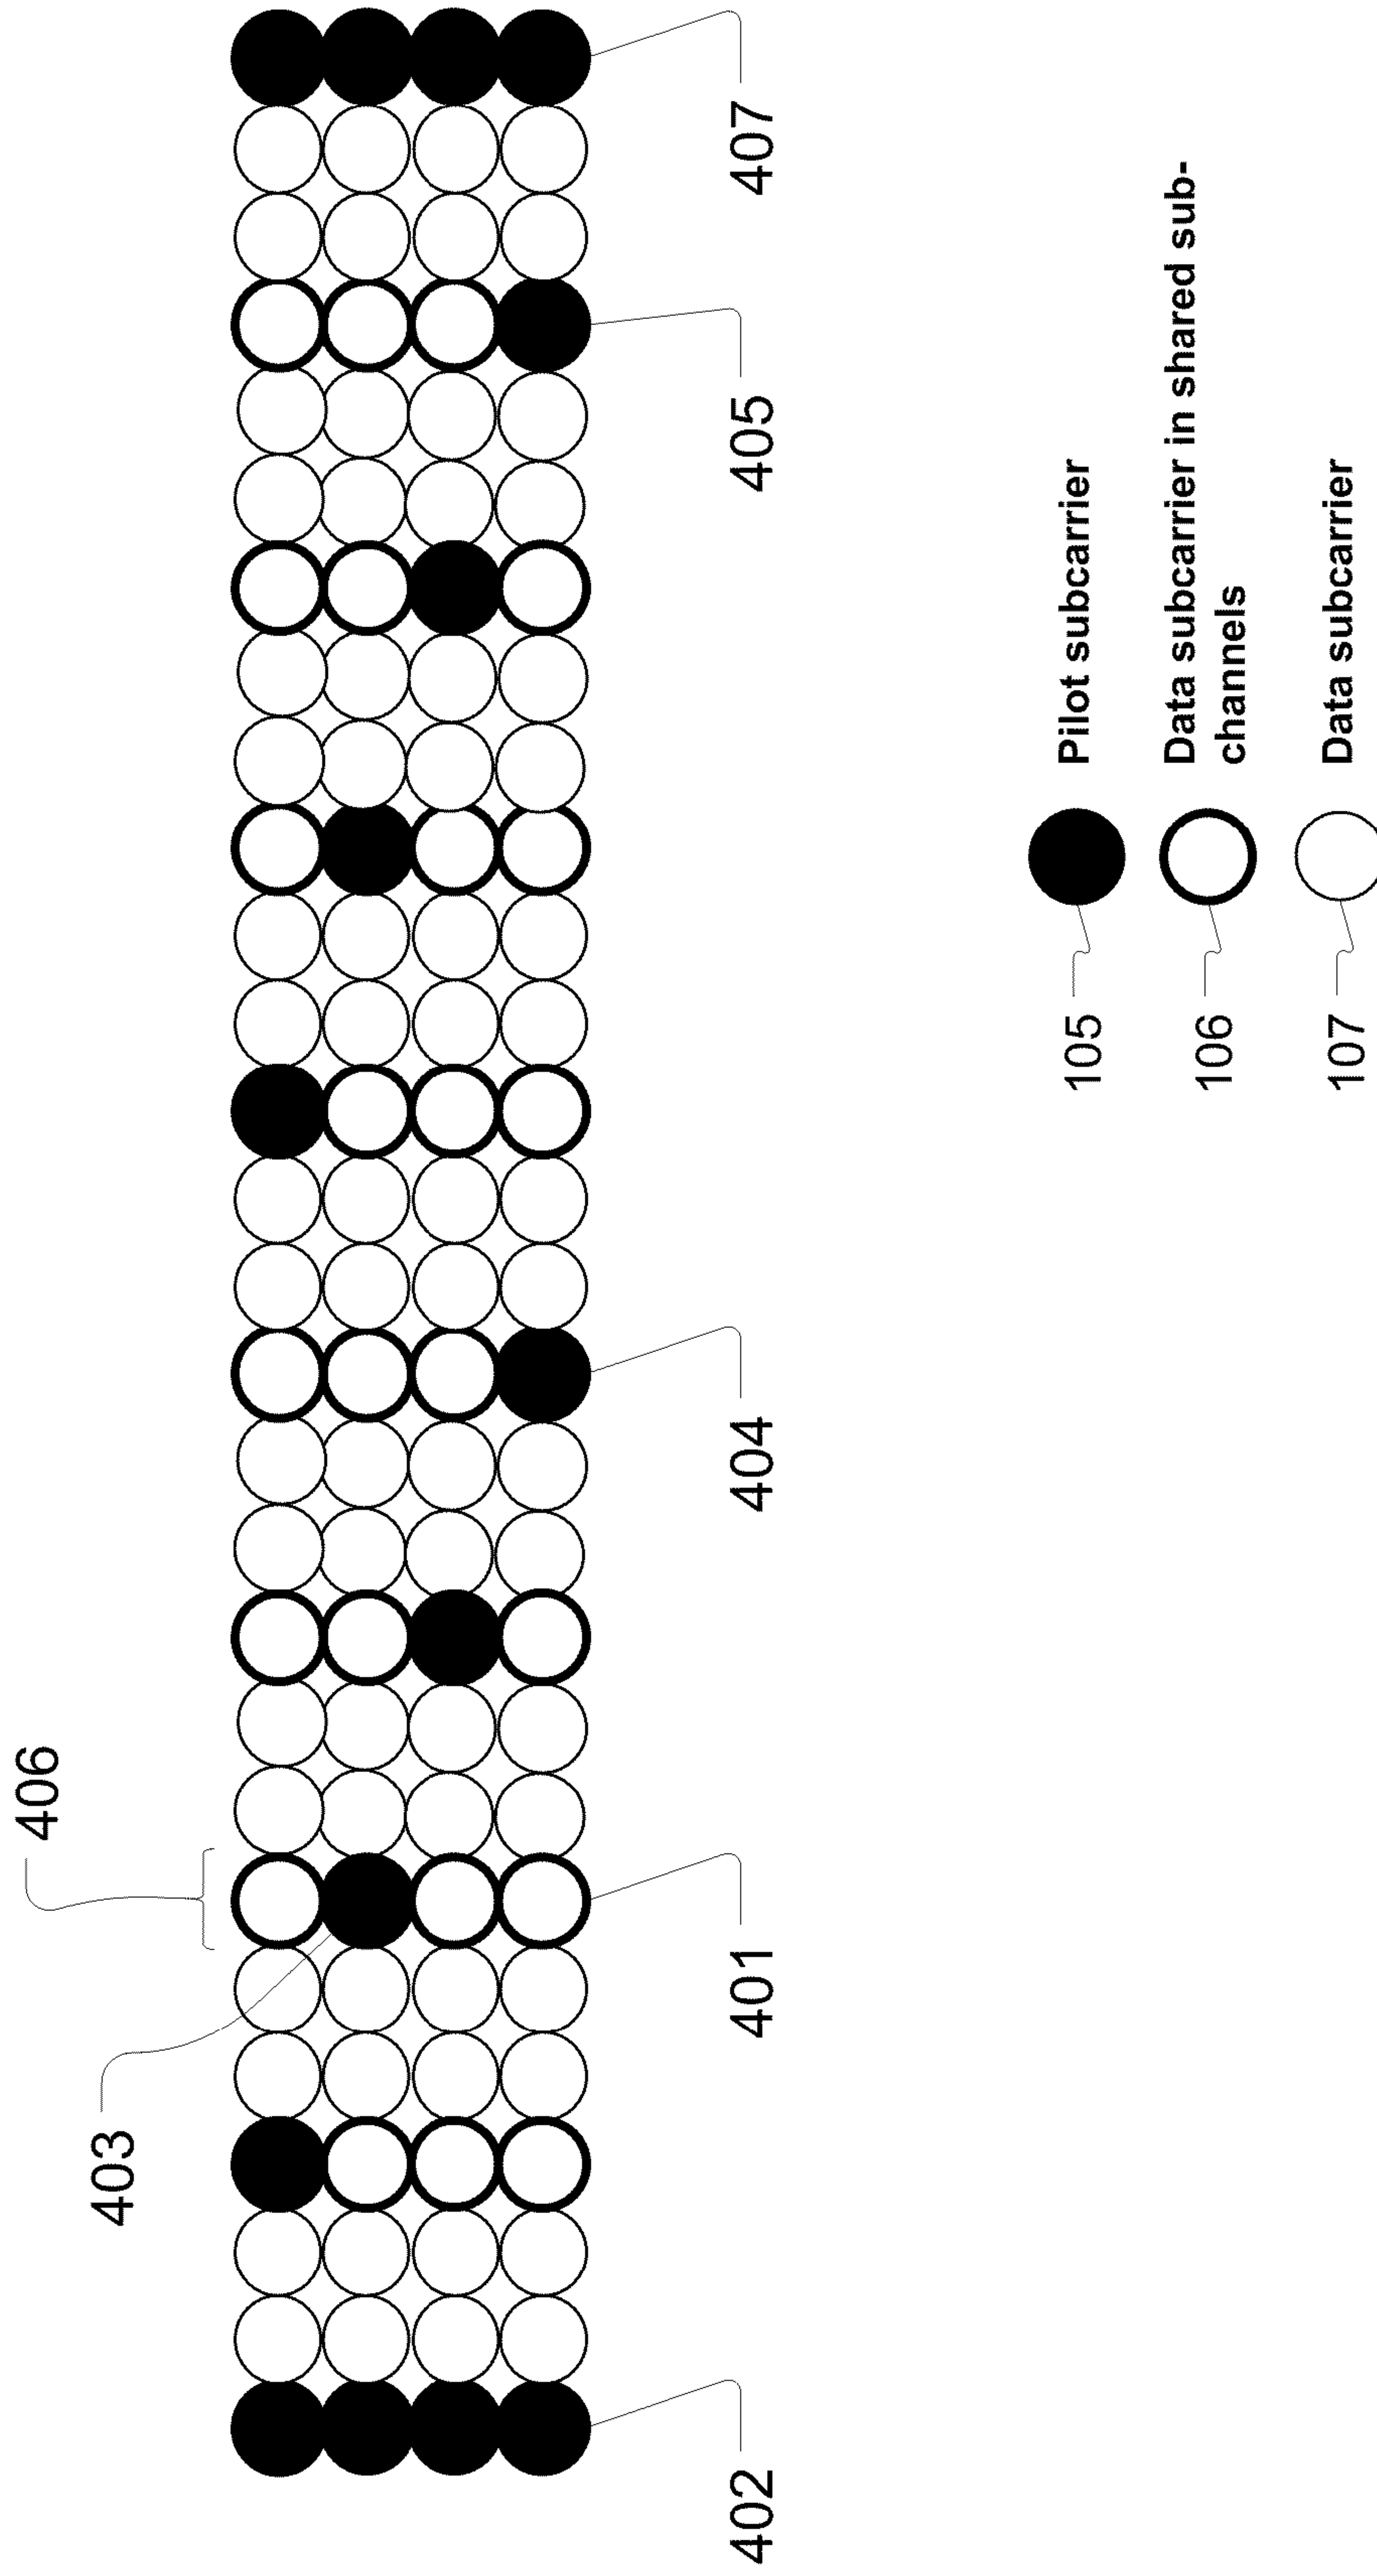 406
403
402
401
404
405
407
105
Pilot subcarrier
106
Data subcarrier in shared sub-
channels
107
Data subcarrier